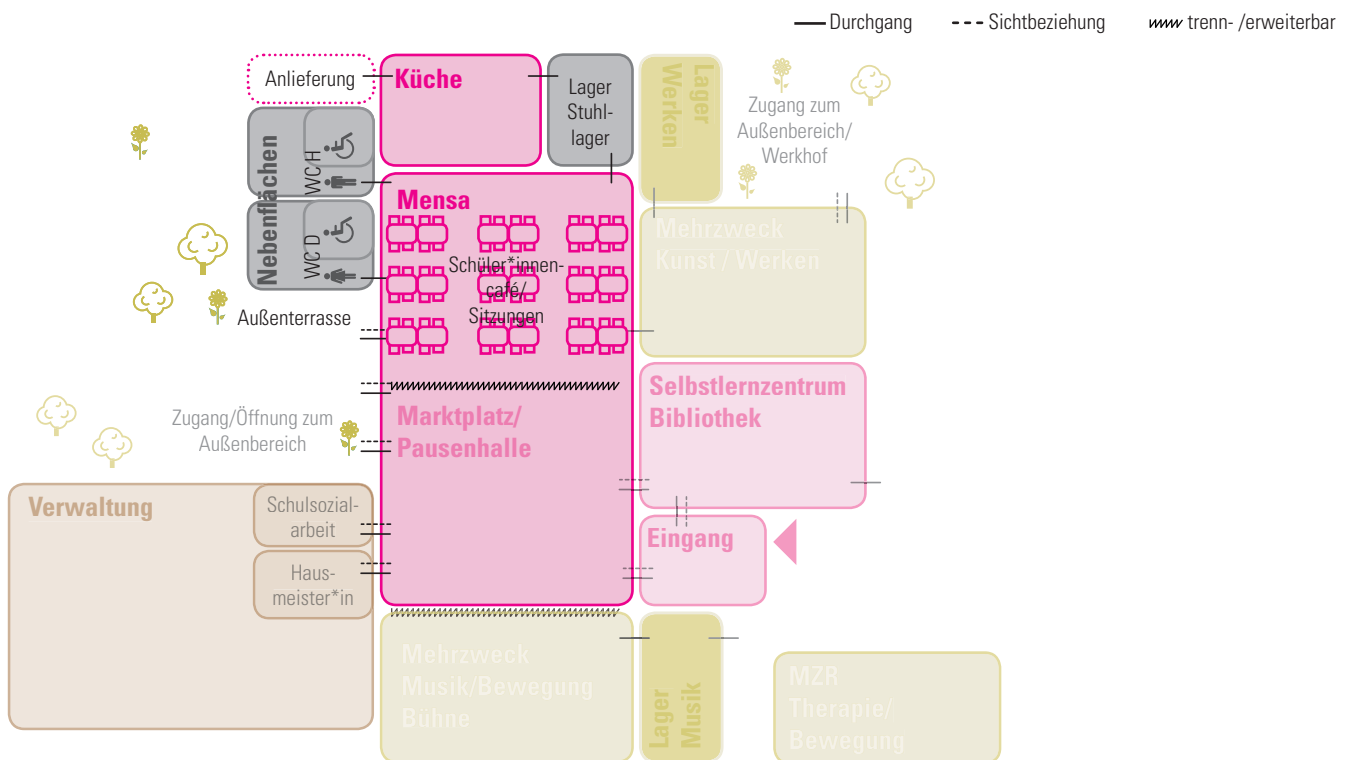 Durchgang
Sichtbeziehung
trenn- /erweiterbar
Anlieferung
Küche
Lager
Stuhl-
lager
Lager
Werken
Zugang zum
Außenbereich/
Werkhof
Nebenflächen
WC H
WC D
Mensa
Schüler*innen-
café/
Sitzungen
Mehrzweck
Kunst / Werken
Außenterrasse
Zugang/Öffnung zum
Außenbereich
Marktplatz/
Pausenhalle
Selbstlernzentrum
Bibliothek
Verwaltung
Schulsozial-
arbeit
Haus-
meister*in
Eingang
Mehrzweck
Musik/Bewegung
Bühne
Lager
Musik
MZR
Therapie/
Bewegung